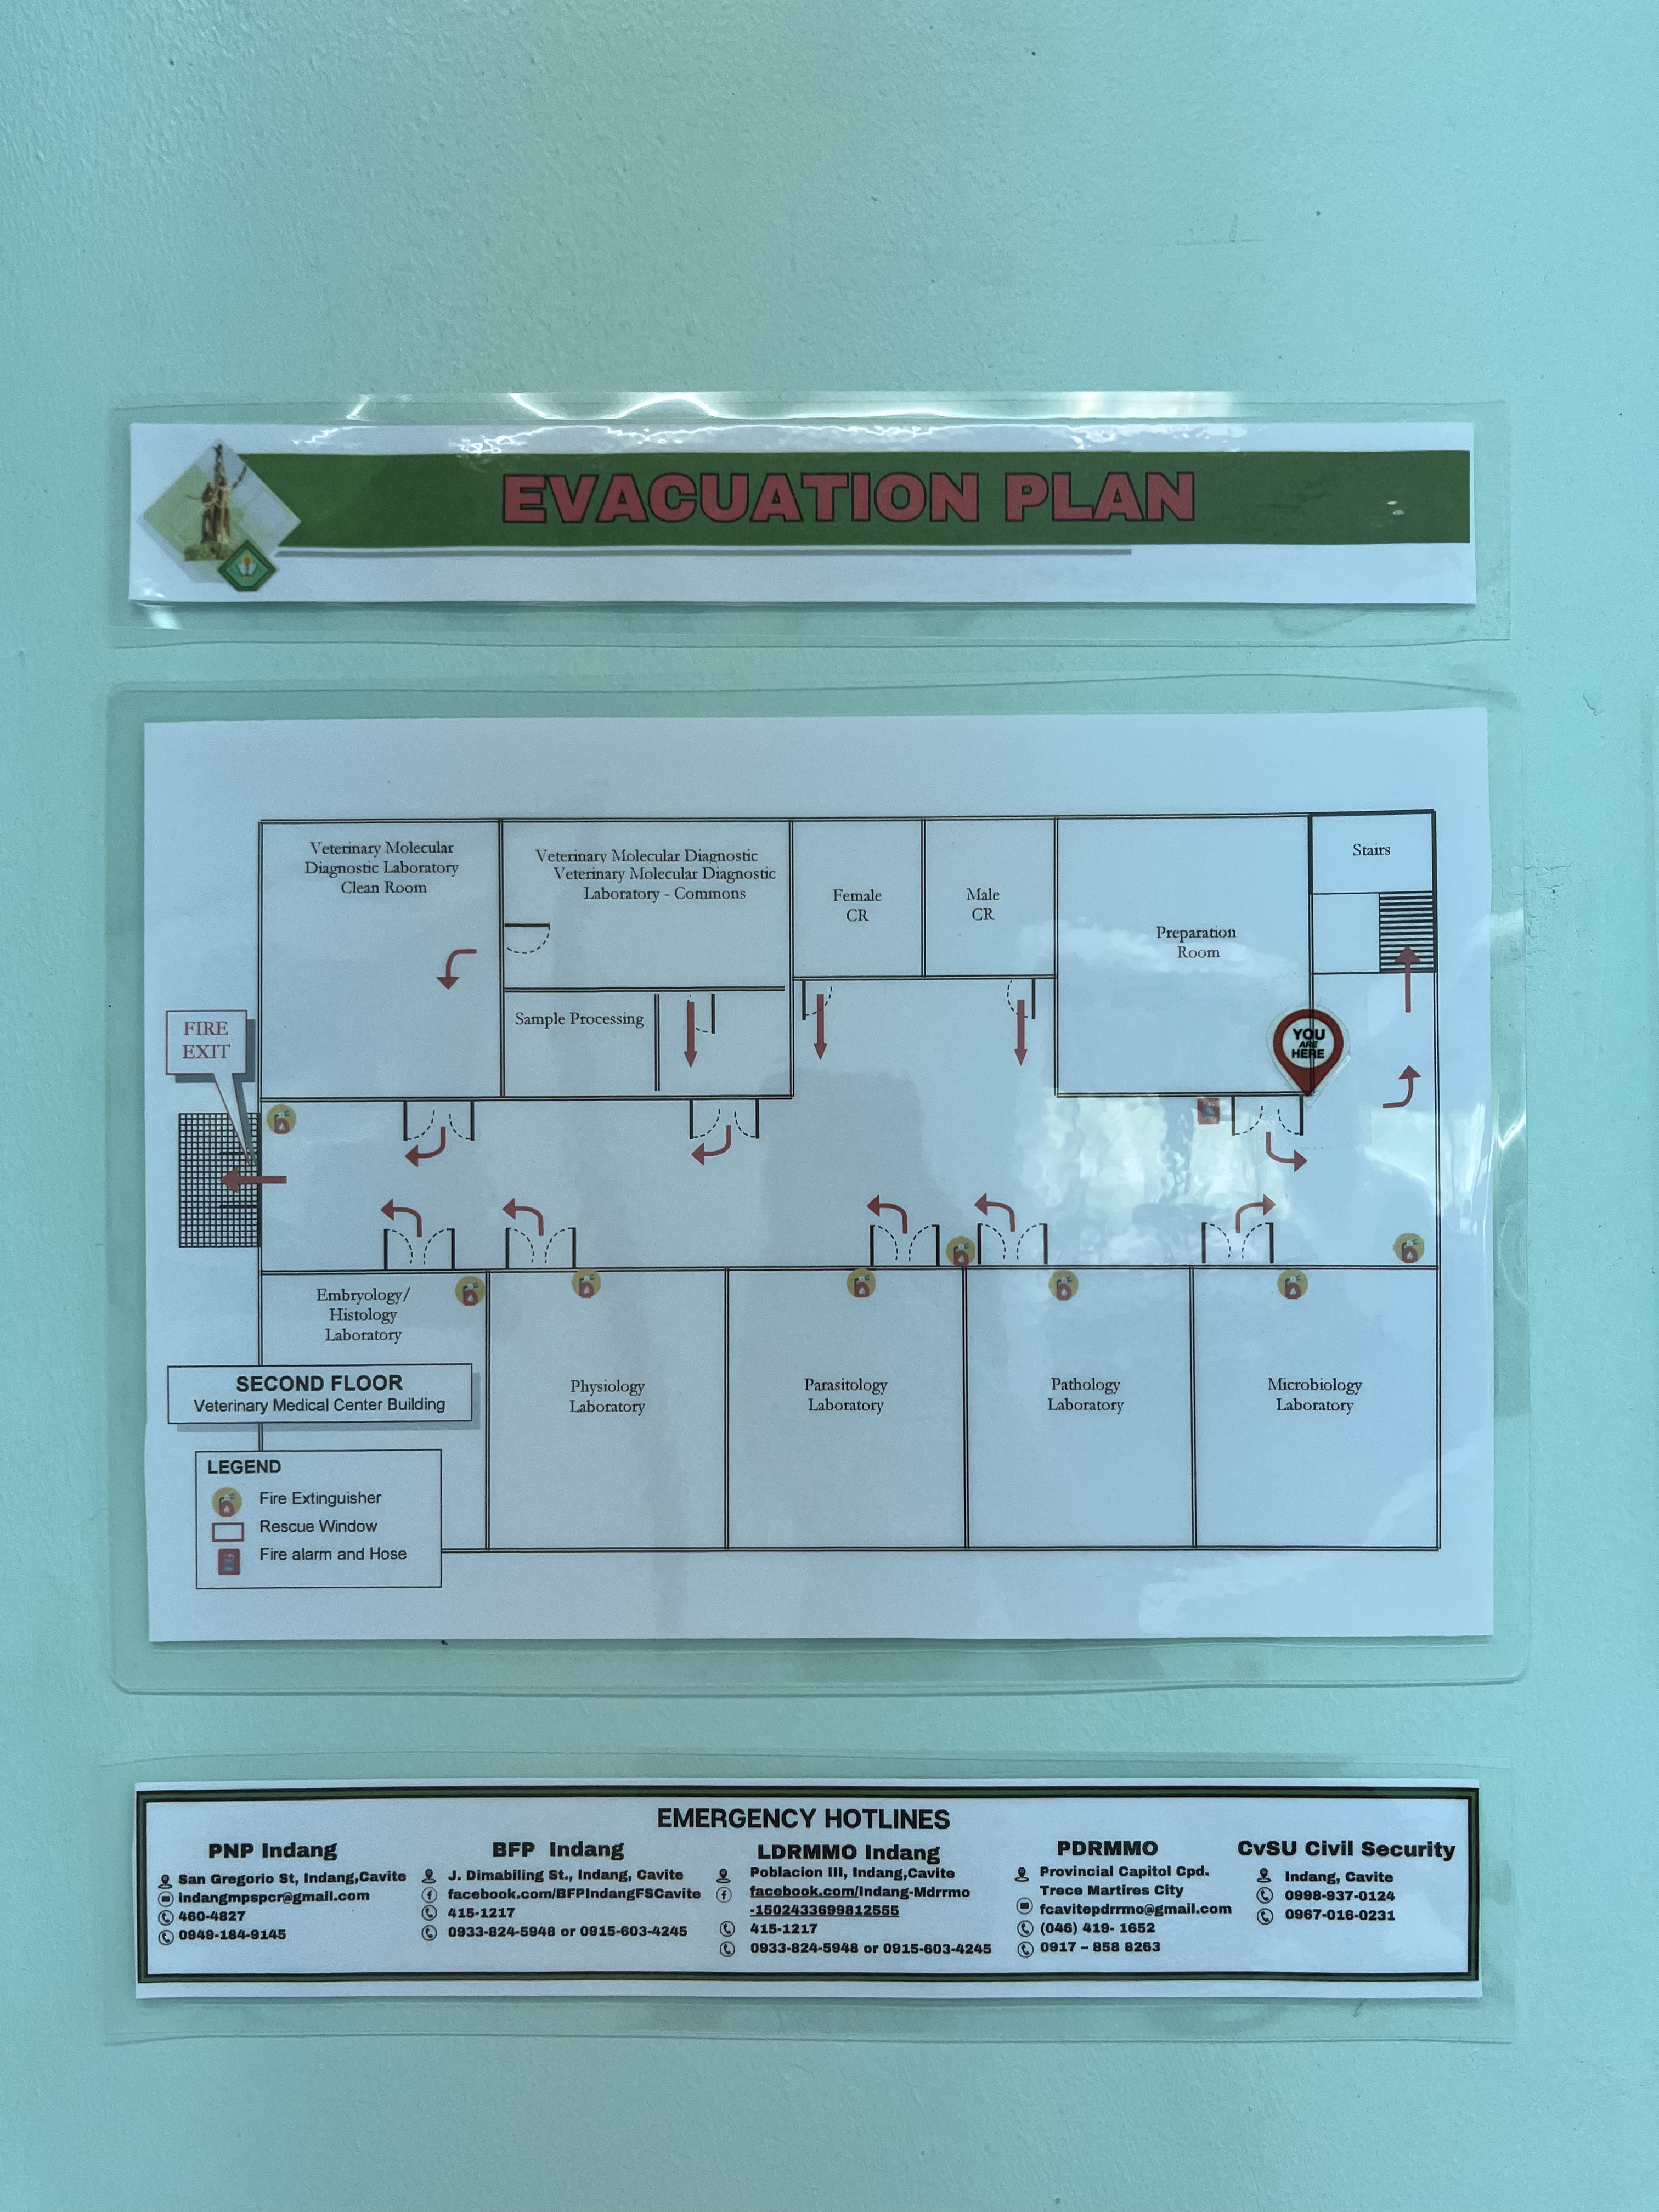 EVACUATION PLAN
Veterinary Molecular
Diagnostic Laboratory
Clean Room
Veterinary Molecular Diagnostic
Veterinary Molecular Diagnostic
Laboratory - Commons
Female
CR
Male
CR
Preparation
Room
Stairs
Sample Processing
FIRE
EXIT
YOU
ARE
HERE
Embryology/
Histology
Laboratory
Physiology
Laboratory
Parasitology
Laboratory
Pathology
Laboratory
Microbiology
Laboratory
SECOND FLOOR
Veterinary Medical Center Building
LEGEND
Fire Extinguisher
Rescue Window
Fire alarm and Hose
EMERGENCY HOTLINES
PNP Indang
San Gregorio St, Indang,Cavite
indangmpspcr@gmail.com
460-4827
0949-184-9145
BFP Indang
J. Dimabiling St., Indang, Cavite
facebook.com/BFPIndangFSCavite
415-1217
0933-824-5948 or 0915-603-4245
LDRMMO Indang
Poblacion III, Indang,Cavite
facebook.com/Indang-Mdrrmo
-1502433699812555
415-1217
0933-824-5948 or 0915-603-4245
PDRMMO
Provincial Capitol Cpd.
Trece Martires City
fcavitepdrrmo@gmail.com
(046) 419- 1652
0917 – 858 8263
CvSU Civil Security
Indang, Cavite
0998-937-0124
0967-016-0231